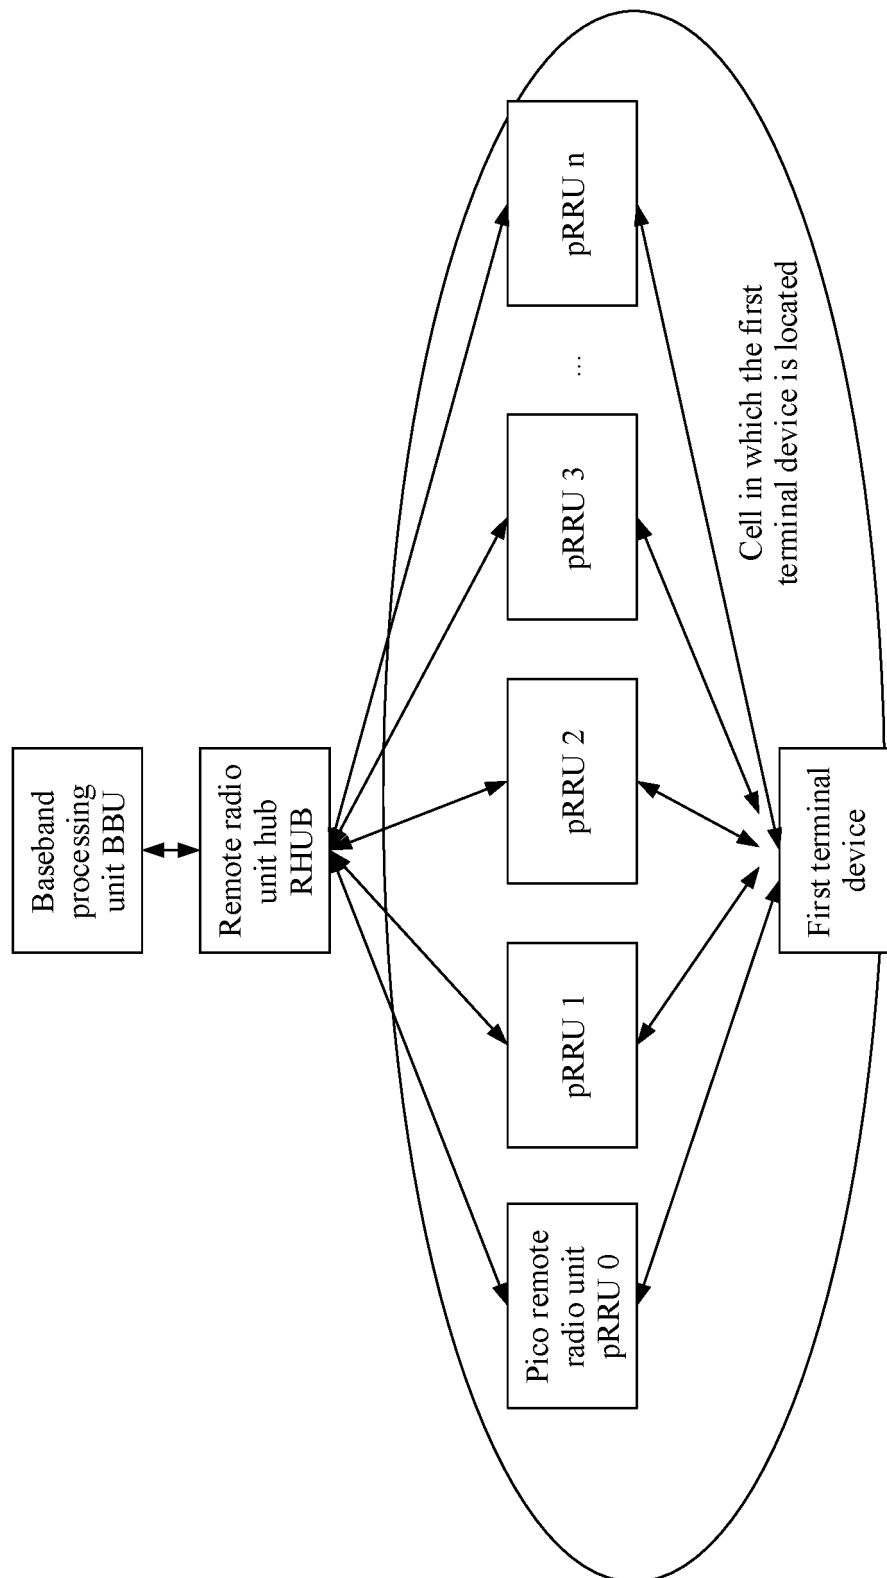 Baseband
processing
unit BBU
Remote radio
unit hub
RHUB
Pico remote
radio unit
pRRU 0
pRRU 1
pRRU 2
pRRU 3
...
pRRU n
Cell in which the first
terminal device is located
First terminal
device